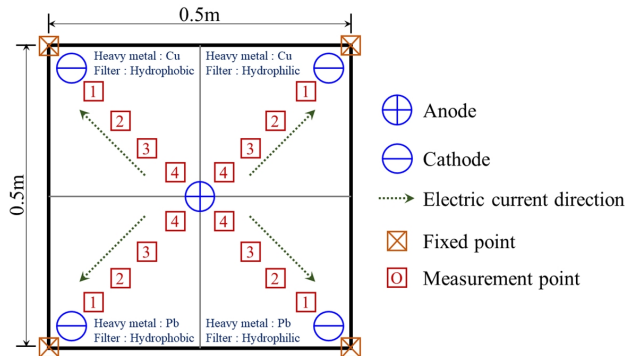 0.5m
Heavy metal : Cu
Filter : Hydrophobic
Heavy metal : Cu
Filter : Hydrophilic
1
1
2
2
3
3
4
4
0.5m
4
4
3
3
2
2
1
1
Heavy metal : Pb
Filter : Hydrophobic
Heavy metal : Pb
Filter : Hydrophilic
Anode
Cathode
Electric current direction
Fixed point
O
Measurement point